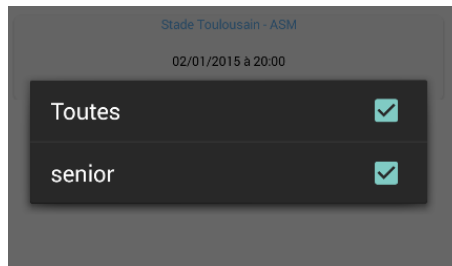 Stade Toulousain - ASM
02/01/2015 à 20:00
Toutes
senior